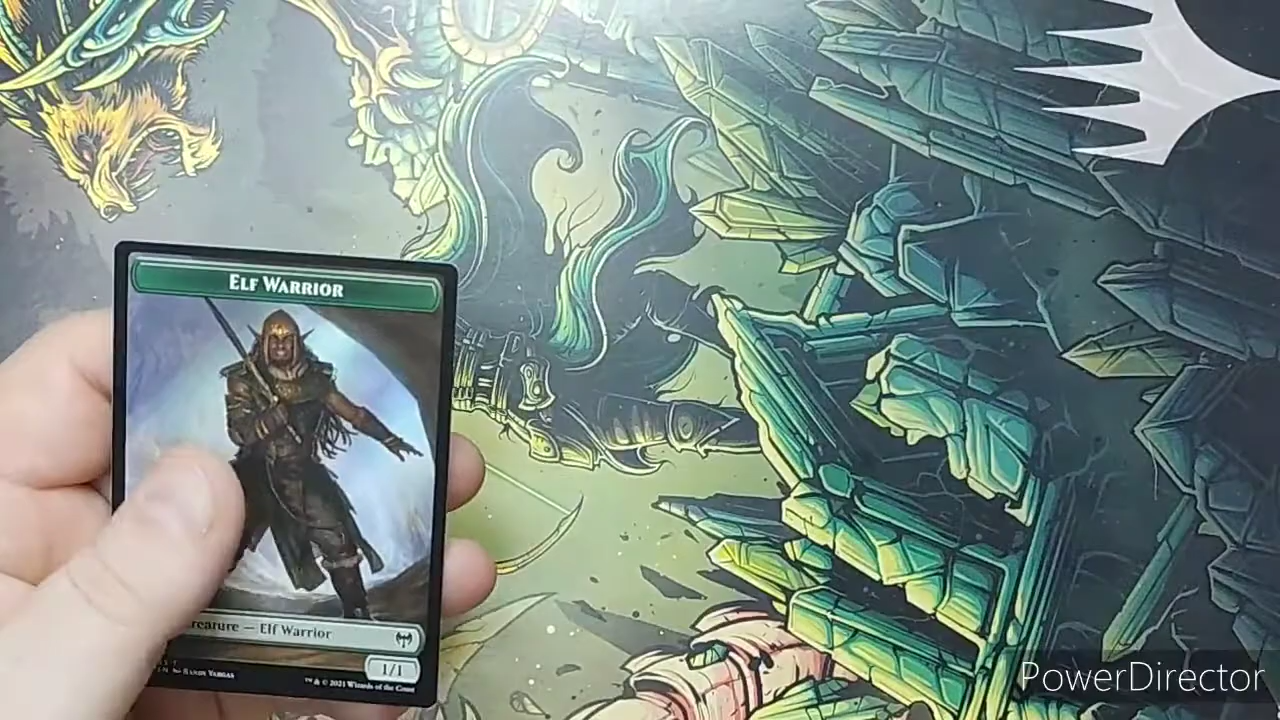 ELF WARRIOR
reature — Elf Warrior
1/1
Randy Vargas
™ & © 2021 Wizards of the Coast
PowerDirector